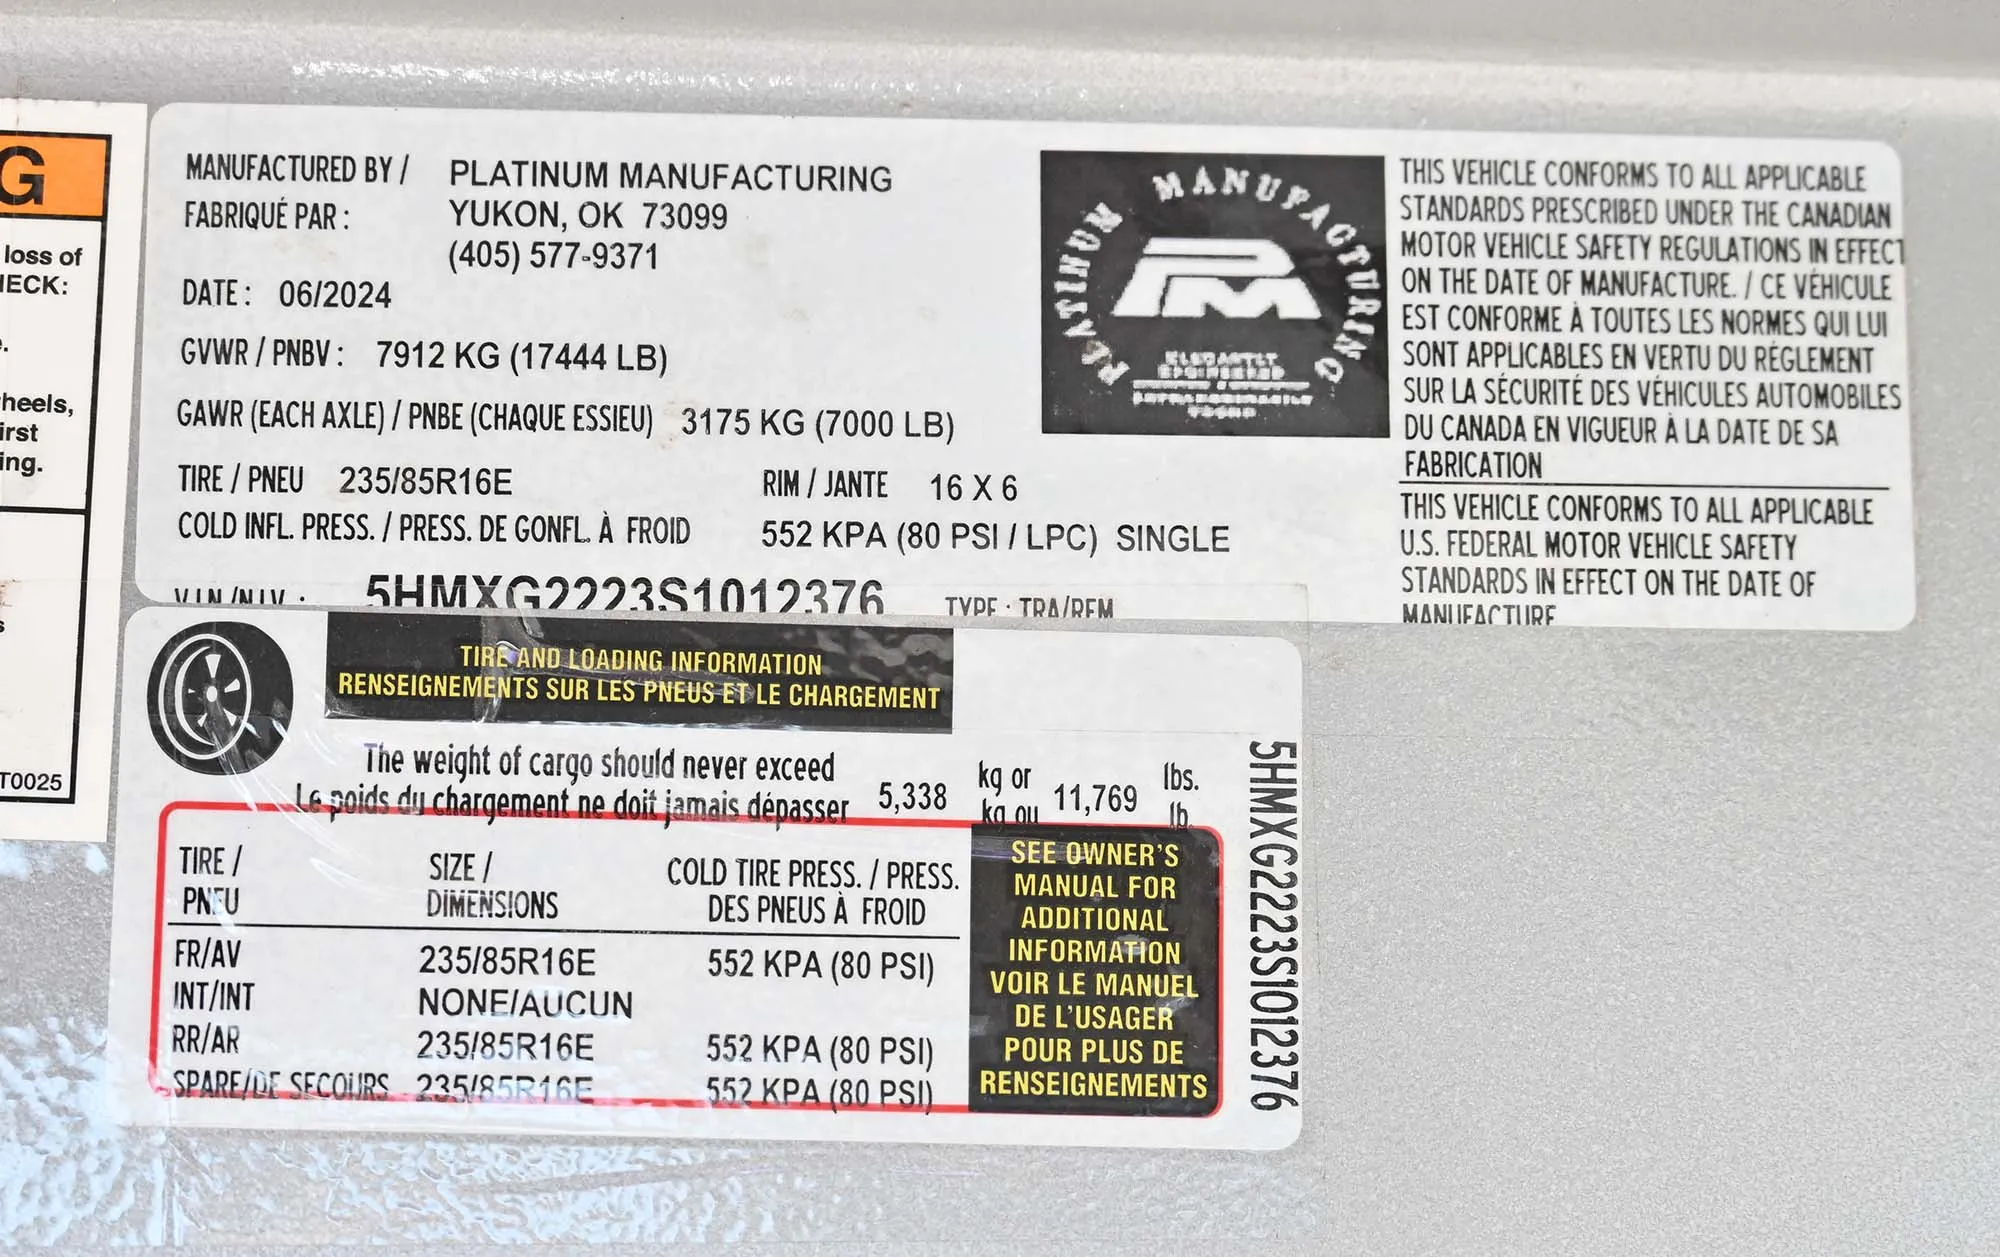 G
loss of
HECK:
heels,
irst
ing.
T0025
MANUFACTURED BY / PLATINUM MANUFACTURING
FABRIQUÉ PAR : YUKON, OK 73099
(405) 577-9371
DATE : 06/2024
GVWR / PNBV : 7912 KG (17444 LB)
GAWR (EACH AXLE) / PNBE (CHAQUE ESSIEU) 3175 KG (7000 LB)
TIRE / PNEU 235/85R16E RIM / JANTE 16 X 6
COLD INFL. PRESS. / PRESS. DE GONFL. À FROID 552 KPA (80 PSI / LPC) SINGLE
V.I.N./N.I.V. : 5HMXG2223S1012376 TYPE : TRA/REM
PLATINUM MANUFACTURING
PM
THIS VEHICLE CONFORMS TO ALL APPLICABLE
STANDARDS PRESCRIBED UNDER THE CANADIAN
MOTOR VEHICLE SAFETY REGULATIONS IN EFFECT
ON THE DATE OF MANUFACTURE. / CE VÉHICULE
EST CONFORME À TOUTES LES NORMES QUI LUI
SONT APPLICABLES EN VERTU DU RÈGLEMENT
SUR LA SÉCURITÉ DES VÉHICULES AUTOMOBILES
DU CANADA EN VIGUEUR À LA DATE DE SA
FABRICATION
THIS VEHICLE CONFORMS TO ALL APPLICABLE
U.S. FEDERAL MOTOR VEHICLE SAFETY
STANDARDS IN EFFECT ON THE DATE OF
MANUFACTURE
TIRE AND LOADING INFORMATION
RENSEIGNEMENTS SUR LES PNEUS ET LE CHARGEMENT
The weight of cargo should never exceed 5,338 kg or 11,769 lbs.
Le poids du chargement ne doit jamais dépasser kg ou lb.
TIRE / SIZE / COLD TIRE PRESS. / PRESS.
PNEU DIMENSIONS DES PNEUS À FROID
FR/AV 235/85R16E 552 KPA (80 PSI)
INT/INT NONE/AUCUN
RR/AR 235/85R16E 552 KPA (80 PSI)
SPARE/DE SECOURS 235/85R16E 552 KPA (80 PSI)
SEE OWNER'S
MANUAL FOR
ADDITIONAL
INFORMATION
VOIR LE MANUEL
DE L'USAGER
POUR PLUS DE
RENSEIGNEMENTS
5HMXG2223S1012376